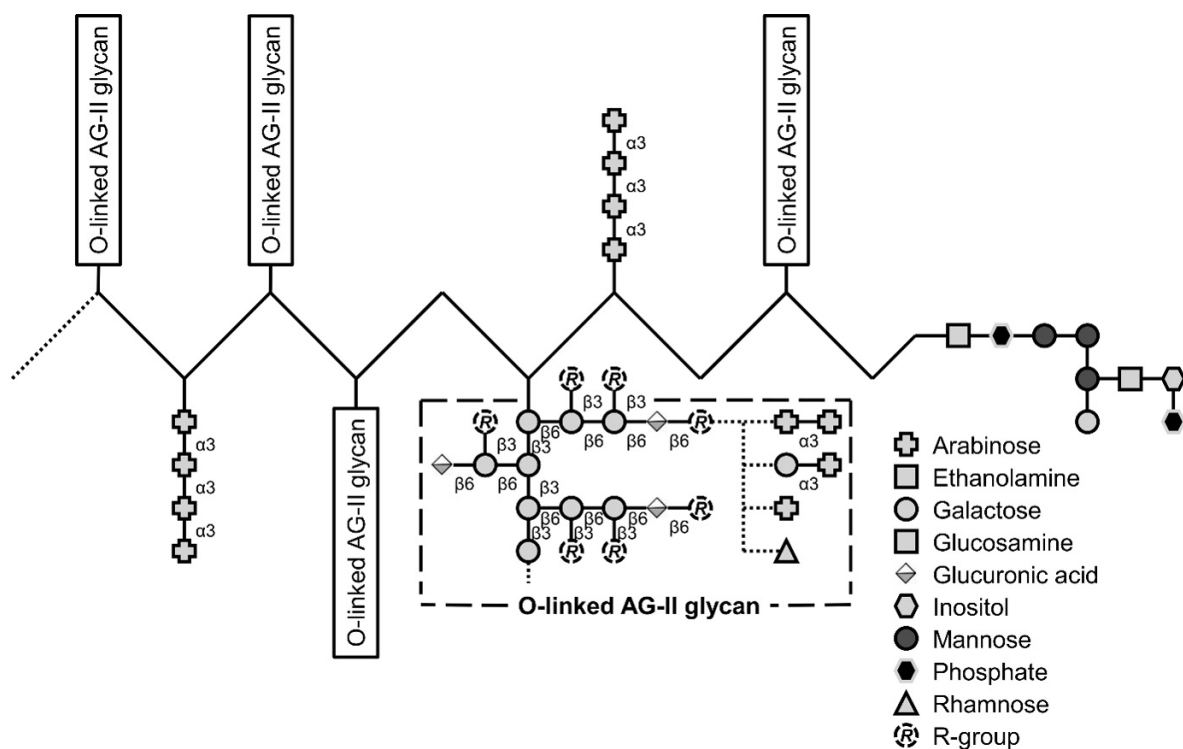 O-linked AG-II glycan
O-linked AG-II glycan
O-linked AG-II glycan
α3
α3
α3
α3
α3
α3
O-linked AG-II glycan
R
R
R
β3
β3
β3
β6
β6
β6
β6
R
β3
α3
β6
β6
β3
α3
β6
β6
β6
β6
R
β3
β3
β3
R
R
O-linked AG-II glycan
Arabinose
Ethanolamine
Galactose
Glucosamine
Glucuronic acid
Inositol
Mannose
Phosphate
Rhamnose
R R-group